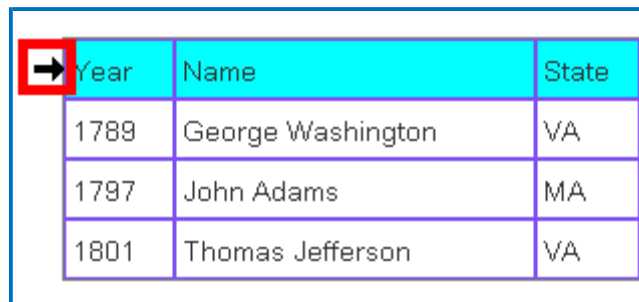 Year Name State
1789 George Washington VA
1797 John Adams MA
1801 Thomas Jefferson VA